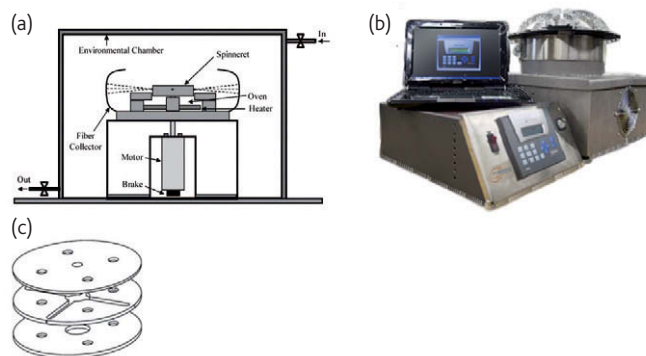 (a)
Environmental Chamber
In
Spinneret
Oven
Heater
Fiber
Collector
Motor
Out
Brake
(b)
(c)